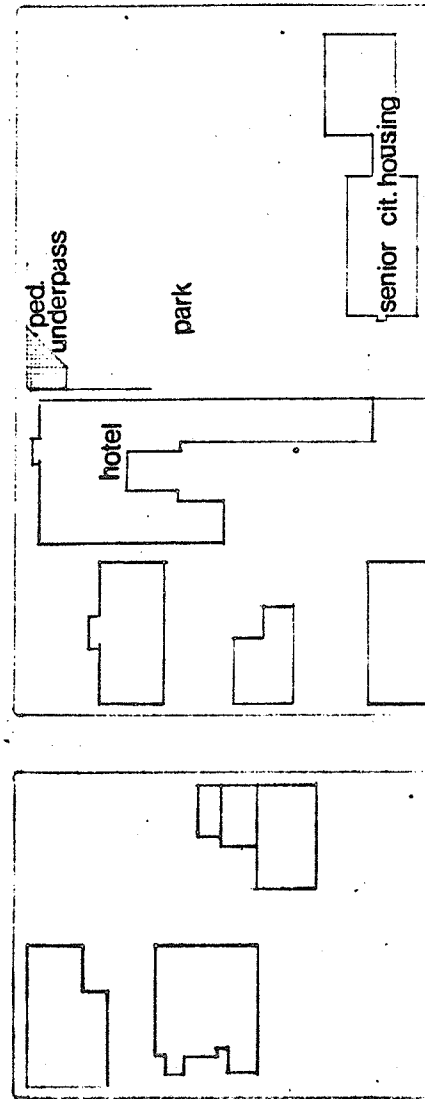 ped.
underpass
park
hotel
senior cit. housing